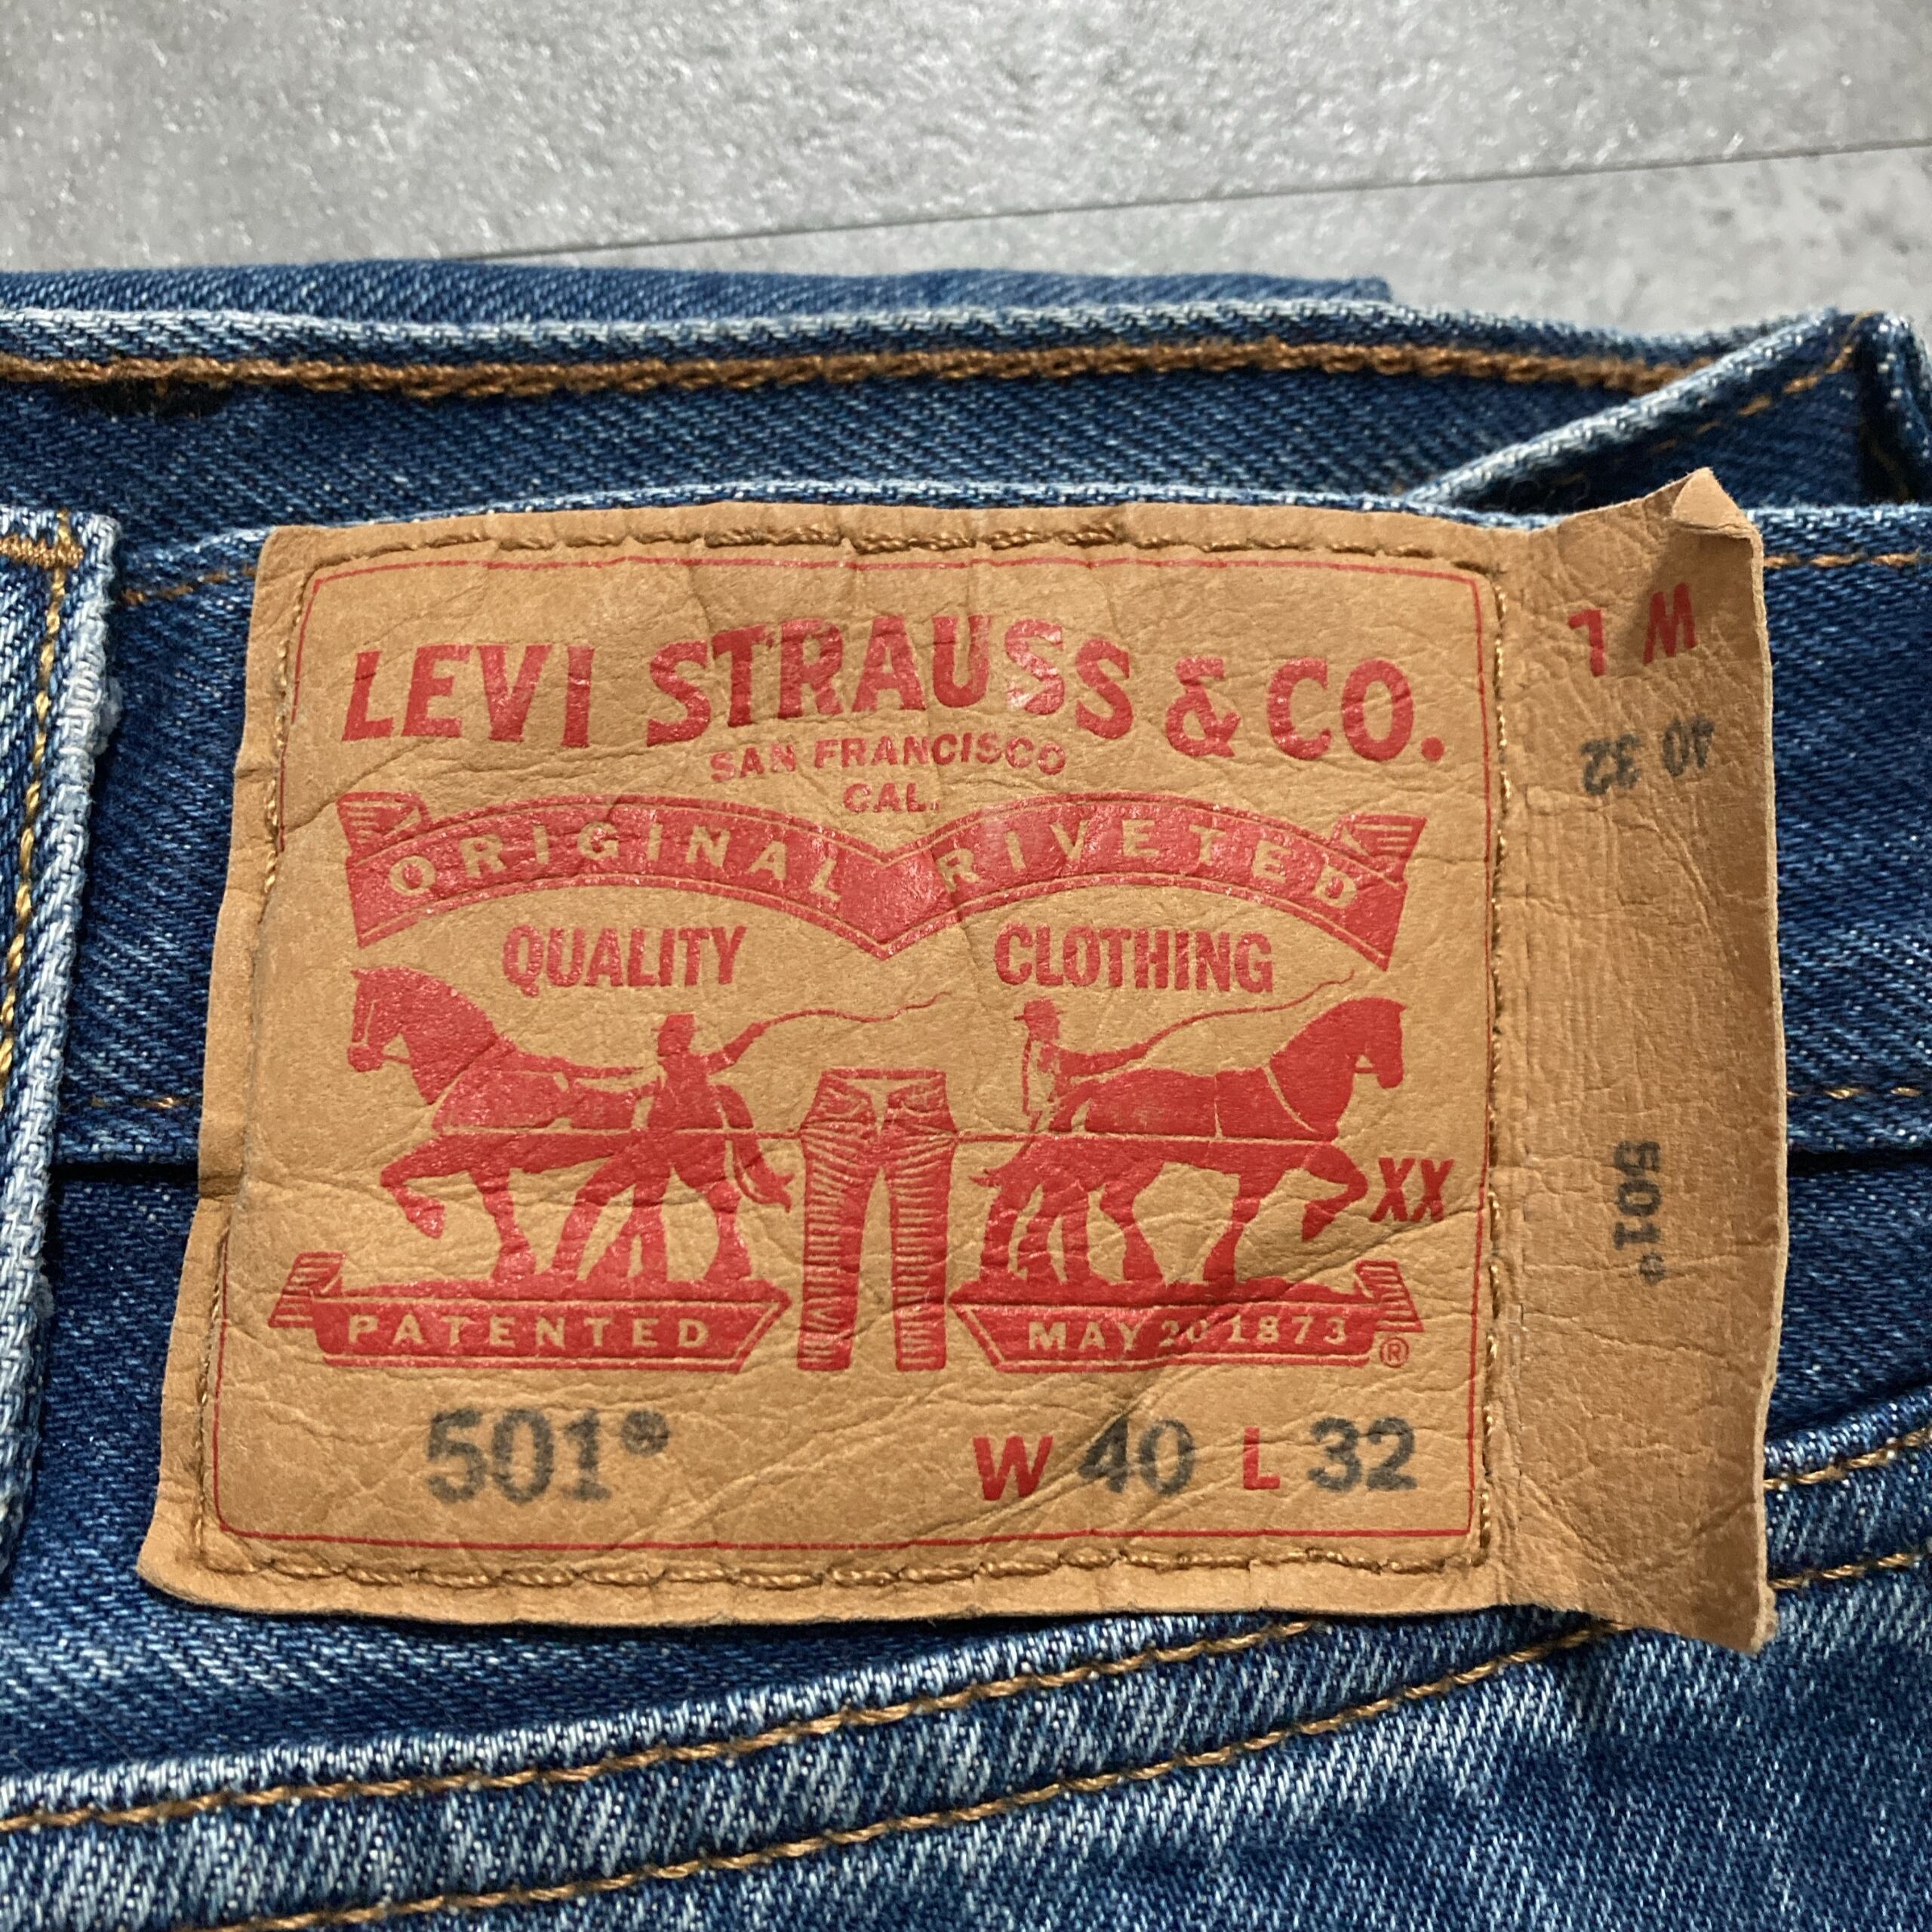 LEVI STRAUSS & CO.
SAN FRANCISCO
CAL.
ORIGINAL RIVETED
QUALITY CLOTHING
XX
PATENTED MAY 20 1873 ®
501® W 40 L 32
W L
40 32
501®